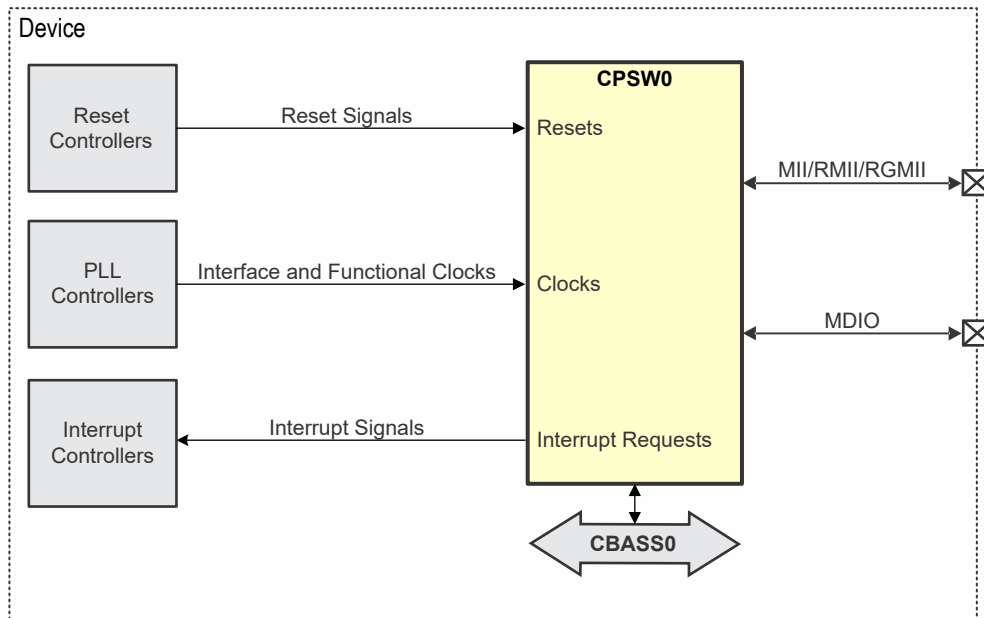 Device
CPSW0
Reset
Controllers
Reset Signals
Resets
MII/RMII/RGMII
PLL
Controllers
Interface and Functional Clocks
Clocks
MDIO
Interrupt
Controllers
Interrupt Signals
Interrupt Requests
CBASS0